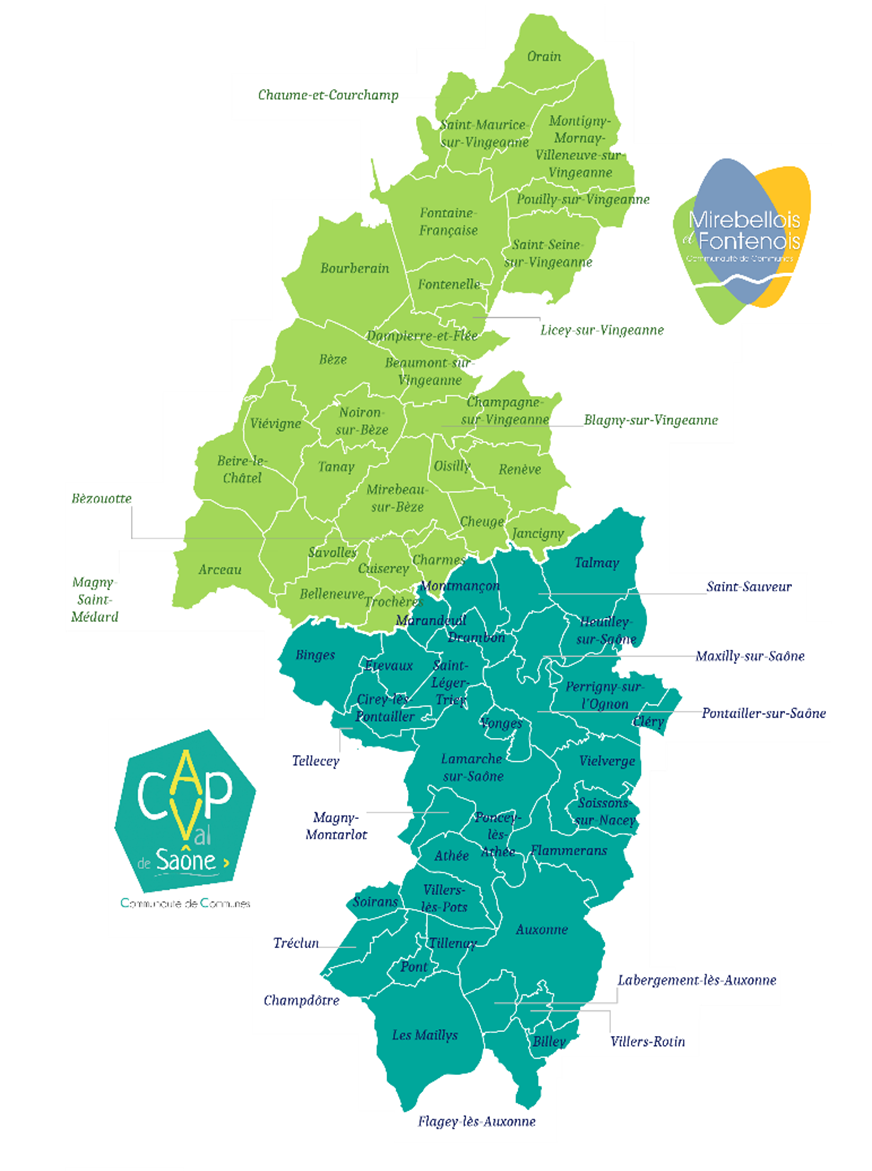 Orain
Chaume-et-Courchamp
Saint-Maurice-
sur-Vingeanne
Montigny-
Mornay-
Villeneuve-sur-
Vingeanne
Pouilly-sur-Vingeanne
Mirebellois
et Fontenois
Communauté de Communes
Fontaine-
Française
Saint-Seine-
sur-Vingeanne
Bourberain
Fontenelle
Licey-sur-Vingeanne
Dampierre-et-Flée
Bèze
Beaumont-sur-
Vingeanne
Champagne-
sur-Vingeanne
Blagny-sur-Vingeanne
Noiron-
sur-Bèze
Viévigne
Beire-le-
Châtel
Tanay
Oisilly
Renève
Mirebeau-
sur-Bèze
Bèzouotte
Cheuge
Jancigny
Savolles
Charmes
Cuiserey
Arceau
Magny-
Saint-
Médard
Belleneuve
Trochères
Talmay
Montmançon
Saint-Sauveur
Marandeuil
Drambon
Heuilley-
sur-Saône
Binges
Etevaux
Saint-
Léger-
Triey
Maxilly-sur-Saône
Perrigny-sur-
l'Ognon
Cirey-lès
Pontailler
Cléry
Pontailler-sur-Saône
Vonges
Tellecey
Lamarche
sur-Saône
Vielverge
CAP
Val
de Saône >
Communauté de Communes
Magny-
Montarlot
Poncey-
lès-
Athée
Soissons-
sur-Nacey
Athée
Flammerans
Soirans
Villers-
lès-Pots
Auxonne
Tréclun
Tillenay
Pont
Champdôtre
Labergement-lès-Auxonne
Les Maillys
Billey
Villers-Rotin
Flagey-lès-Auxonne